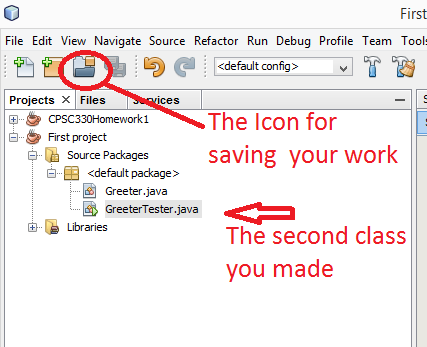 First
File Edit View Navigate Source Refactor Run Debug Profile Team Tools
<default config>
Projects Files Services
CPSC330Homework1
First project
Source Packages
<default package>
Greeter.java
GreeterTester.java
Libraries
The Icon for
saving your work
The second class
you made